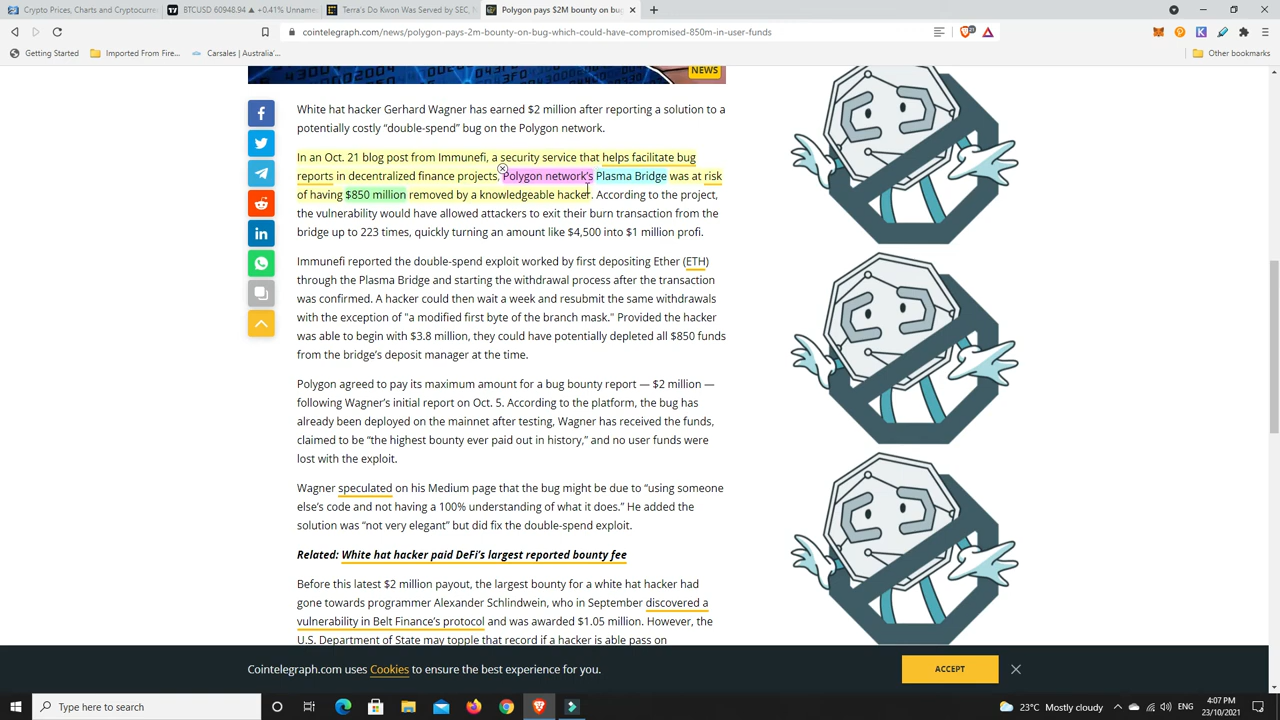 Crypto Prices, Charts and Cryptocurr
BTCUSD 60948.94 ▲ +0.41% Unnam
Terra's Do Kwon Was Served by SEC,
Polygon pays $2M bounty on bug
cointelegraph.com/news/polygon-pays-2m-bounty-on-bug-which-could-have-compromised-850m-in-user-funds
Getting Started
Imported From Fire...
Carsales | Australia'...
Other bookmarks
NEWS
White hat hacker Gerhard Wagner has earned $2 million after reporting a solution to a
potentially costly “double-spend” bug on the Polygon network.
In an Oct. 21 blog post from Immunefi, a security service that helps facilitate bug
reports in decentralized finance projects, Polygon network’s Plasma Bridge was at risk
of having $850 million removed by a knowledgeable hacker. According to the project,
the vulnerability would have allowed attackers to exit their burn transaction from the
bridge up to 223 times, quickly turning an amount like $4,500 into $1 million profi.
Immunefi reported the double-spend exploit worked by first depositing Ether (ETH)
through the Plasma Bridge and starting the withdrawal process after the transaction
was confirmed. A hacker could then wait a week and resubmit the same withdrawals
with the exception of "a modified first byte of the branch mask." Provided the hacker
was able to begin with $3.8 million, they could have potentially depleted all $850 funds
from the bridge’s deposit manager at the time.
Polygon agreed to pay its maximum amount for a bug bounty report — $2 million —
following Wagner’s initial report on Oct. 5. According to the platform, the bug has
already been deployed on the mainnet after testing, Wagner has received the funds,
claimed to be “the highest bounty ever paid out in history,” and no user funds were
lost with the exploit.
Wagner speculated on his Medium page that the bug might be due to “using someone
else’s code and not having a 100% understanding of what it does.” He added the
solution was “not very elegant” but did fix the double-spend exploit.
Related: White hat hacker paid DeFi’s largest reported bounty fee
Before this latest $2 million payout, the largest bounty for a white hat hacker had
gone towards programmer Alexander Schlindwein, who in September discovered a
vulnerability in Belt Finance’s protocol and was awarded $1.05 million. However, the
U.S. Department of State may topple that record if a hacker is able pass on
Cointelegraph.com uses Cookies to ensure the best experience for you.
ACCEPT
Type here to search
23°C Mostly cloudy
ENG
4:07 PM
23/10/2021